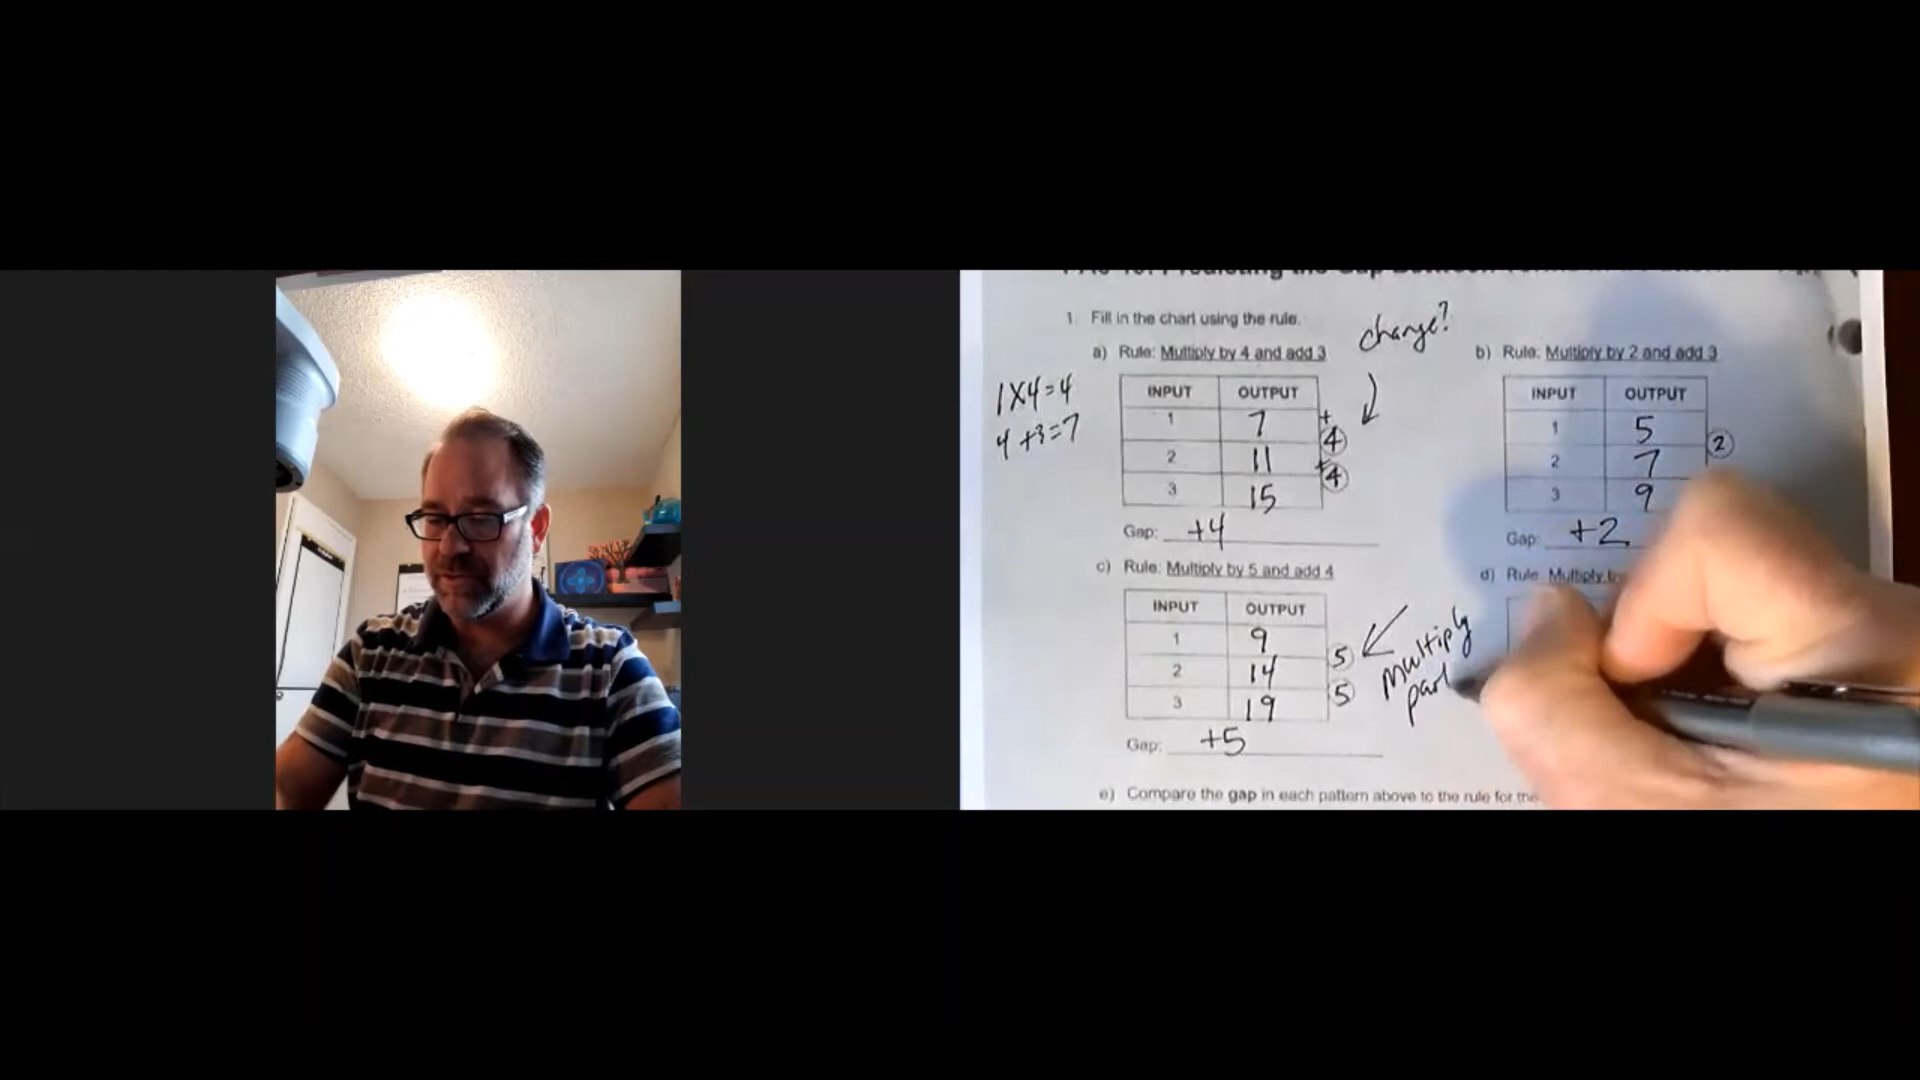 1. Fill in the chart using the rule.
change?
a) Rule: Multiply by 4 and add 3
1x4=4
4+3=7
INPUT OUTPUT
1 7
+
4
2 11
+
4
3 15
Gap: +4
b) Rule: Multiply by 2 and add 3
INPUT OUTPUT
1 5
2
2 7
3 9
Gap: +2
c) Rule: Multiply by 5 and add 4
INPUT OUTPUT
1 9
5
2 14
5
3 19
Gap: +5
Multiply
part
d) Rule: Multiply
e) Compare the gap in each pattern above to the rule for the